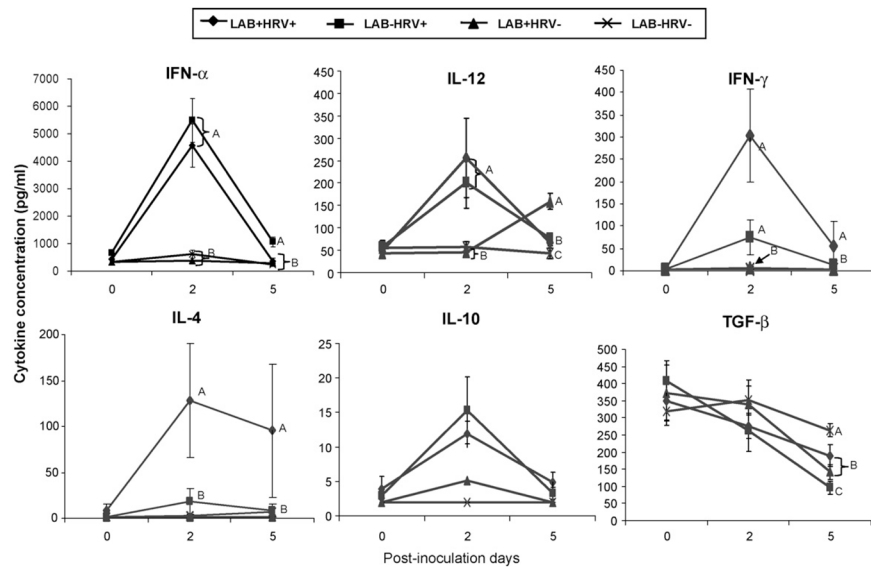 LAB+HRV+ LAB-HRV+ LAB+HRV- LAB-HRV-
Cytokine concentration (pg/ml)
IFN-α
7000
6000
5000
4000
3000
2000
1000
0
A
B
A
B
0 2 5
IL-12
450
400
350
300
250
200
150
100
50
0
A
B
A
B
C
0 2 5
IFN-γ
450
400
350
300
250
200
150
100
50
0
A
A
B
A
B
0 2 5
IL-4
200
150
100
50
0
A
B
A
B
0 2 5
IL-10
25
20
15
10
5
0
0 2 5
TGF-β
500
450
400
350
300
250
200
150
100
50
0
A
B
C
0 2 5
Post-inoculation days